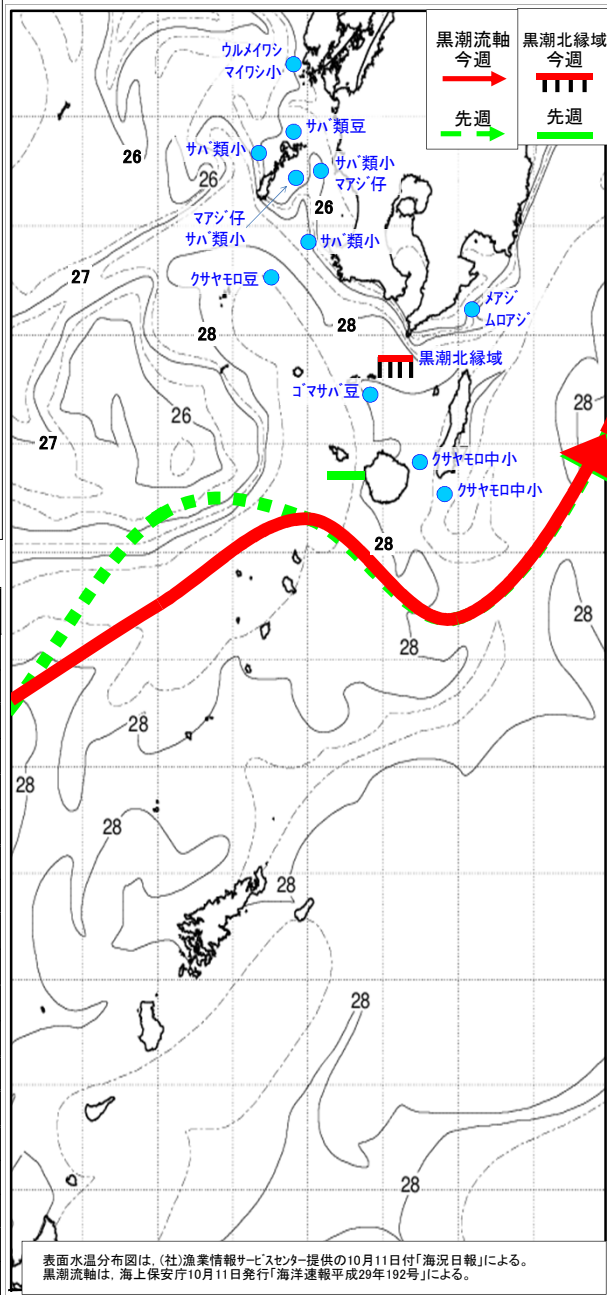 黒潮流軸
今週
先週
黒潮北縁域
今週
先週
ウルメイワシ
マイワシ小
サバ類豆
サバ類小
サバ類小
マアジ仔
マアジ仔
サバ類小
サバ類小
クサヤモロ豆
メアジ
ムロアジ
黒潮北縁域
ゴマサバ豆
クサヤモロ中小
クサヤモロ中小
26
26
26
27
28
28
26
27
28
28
28
28
28
28
28
28
28
28
表面水温分布図は,(社)漁業情報サービスセンター提供の10月11日付「海況日報」による。
黒潮流軸は,海上保安庁10月11日発行「海洋速報平成29年192号」による。